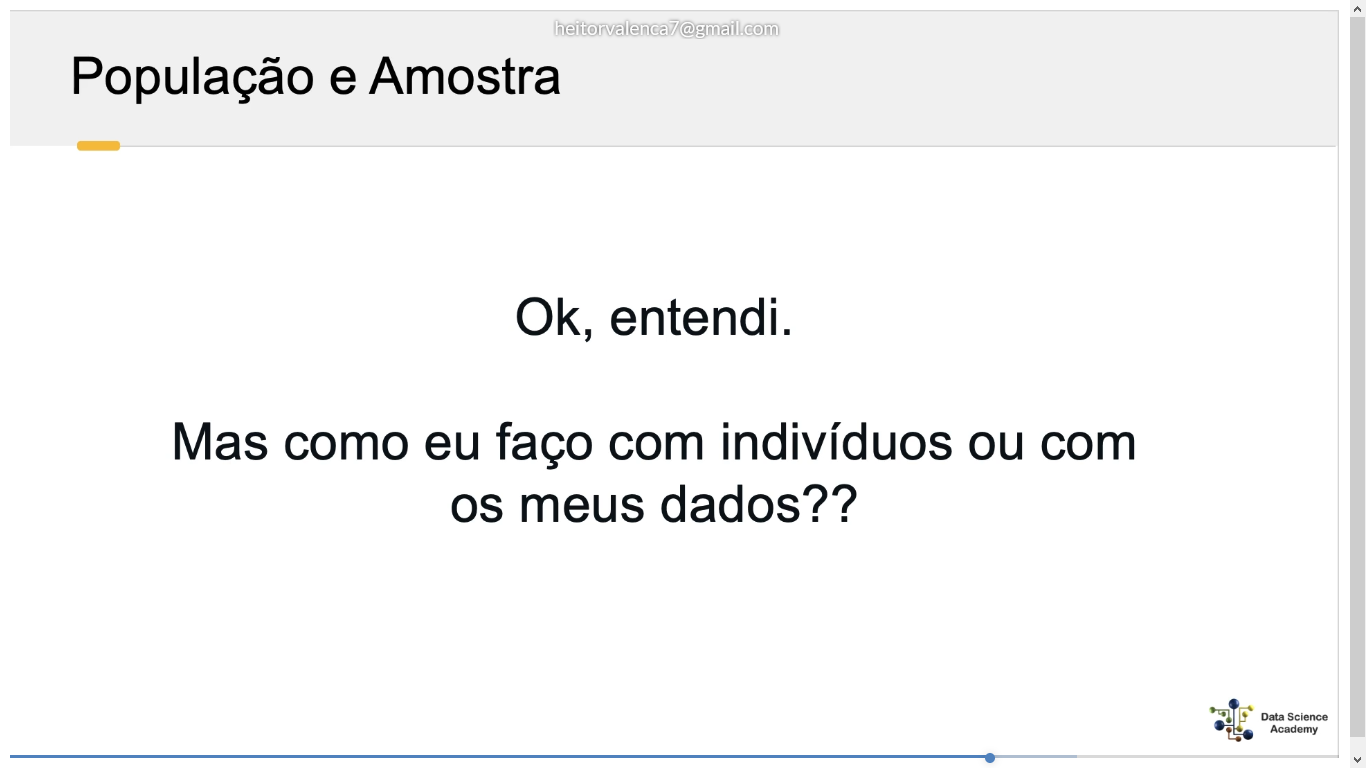 heitorvalenca7@gmail.com
População e Amostra
Ok, entendi.
Mas como eu faço com indivíduos ou com
os meus dados??
Data Science
Academy